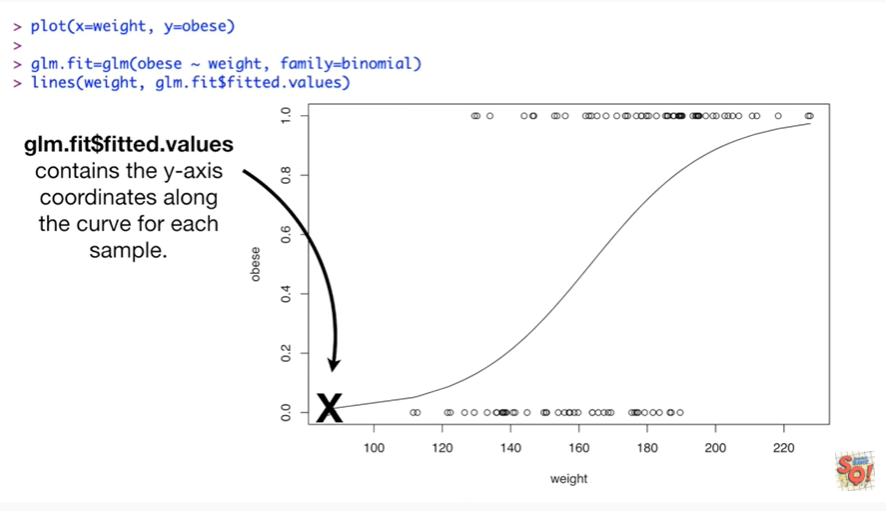 > plot(x=weight, y=obese)
>
> glm.fit=glm(obese ~ weight, family=binomial)
> lines(weight, glm.fit$fitted.values)
glm.fit$fitted.values
contains the y-axis
coordinates along
the curve for each
sample.
obese
1.0
0.8
0.6
0.4
0.2
0.0
X
100 120 140 160 180 200 220
weight
SQ!